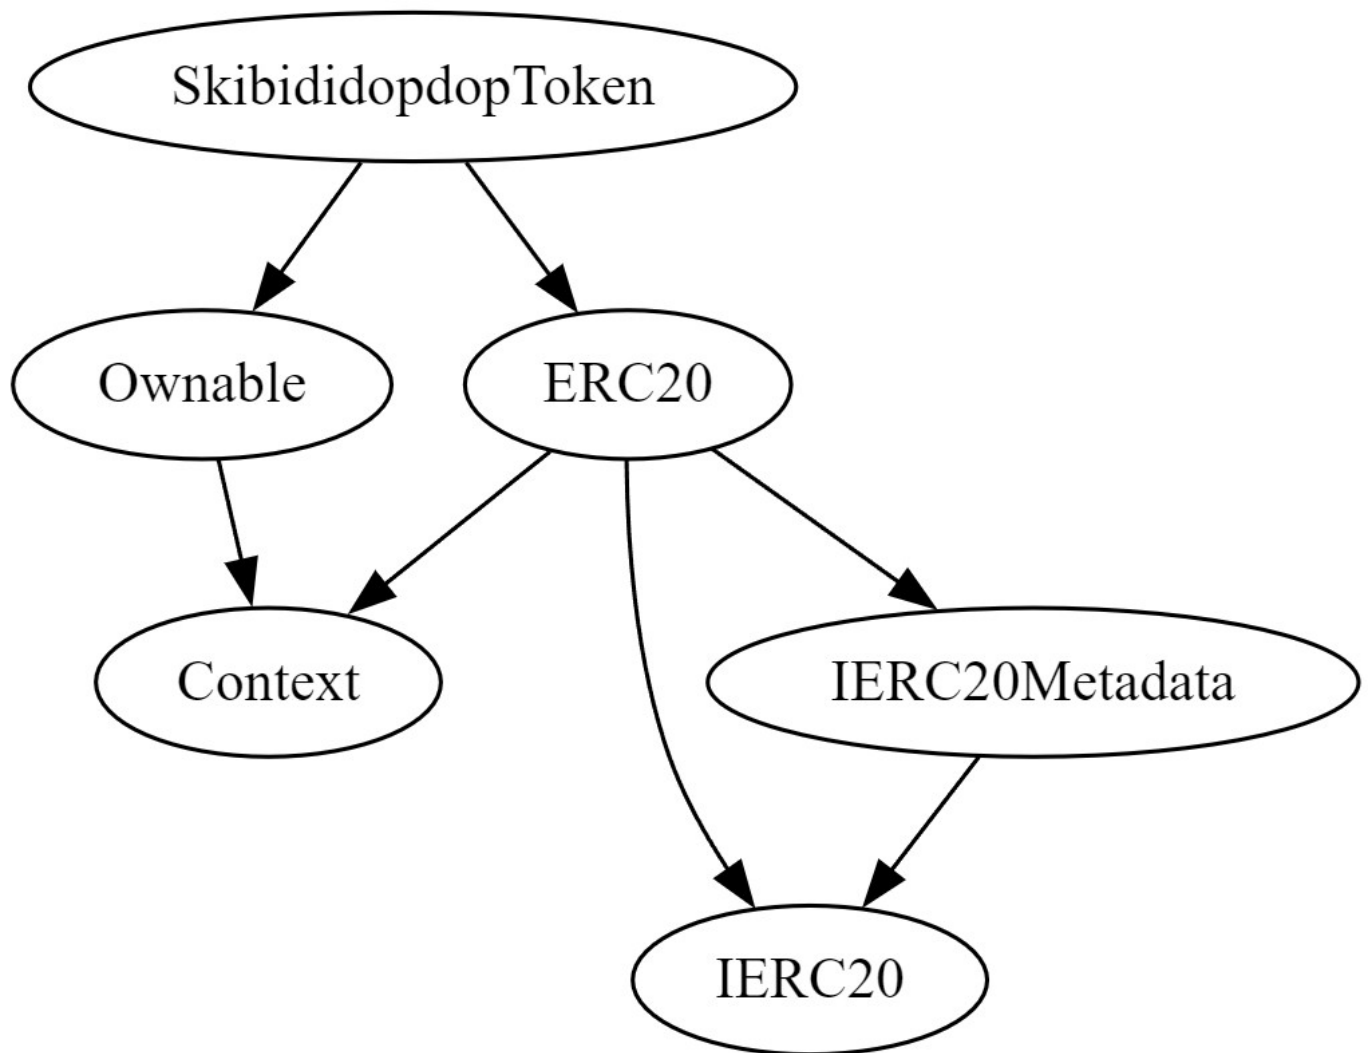 SkibididopdopToken
Ownable
ERC20
Context
IERC20Metadata
IERC20